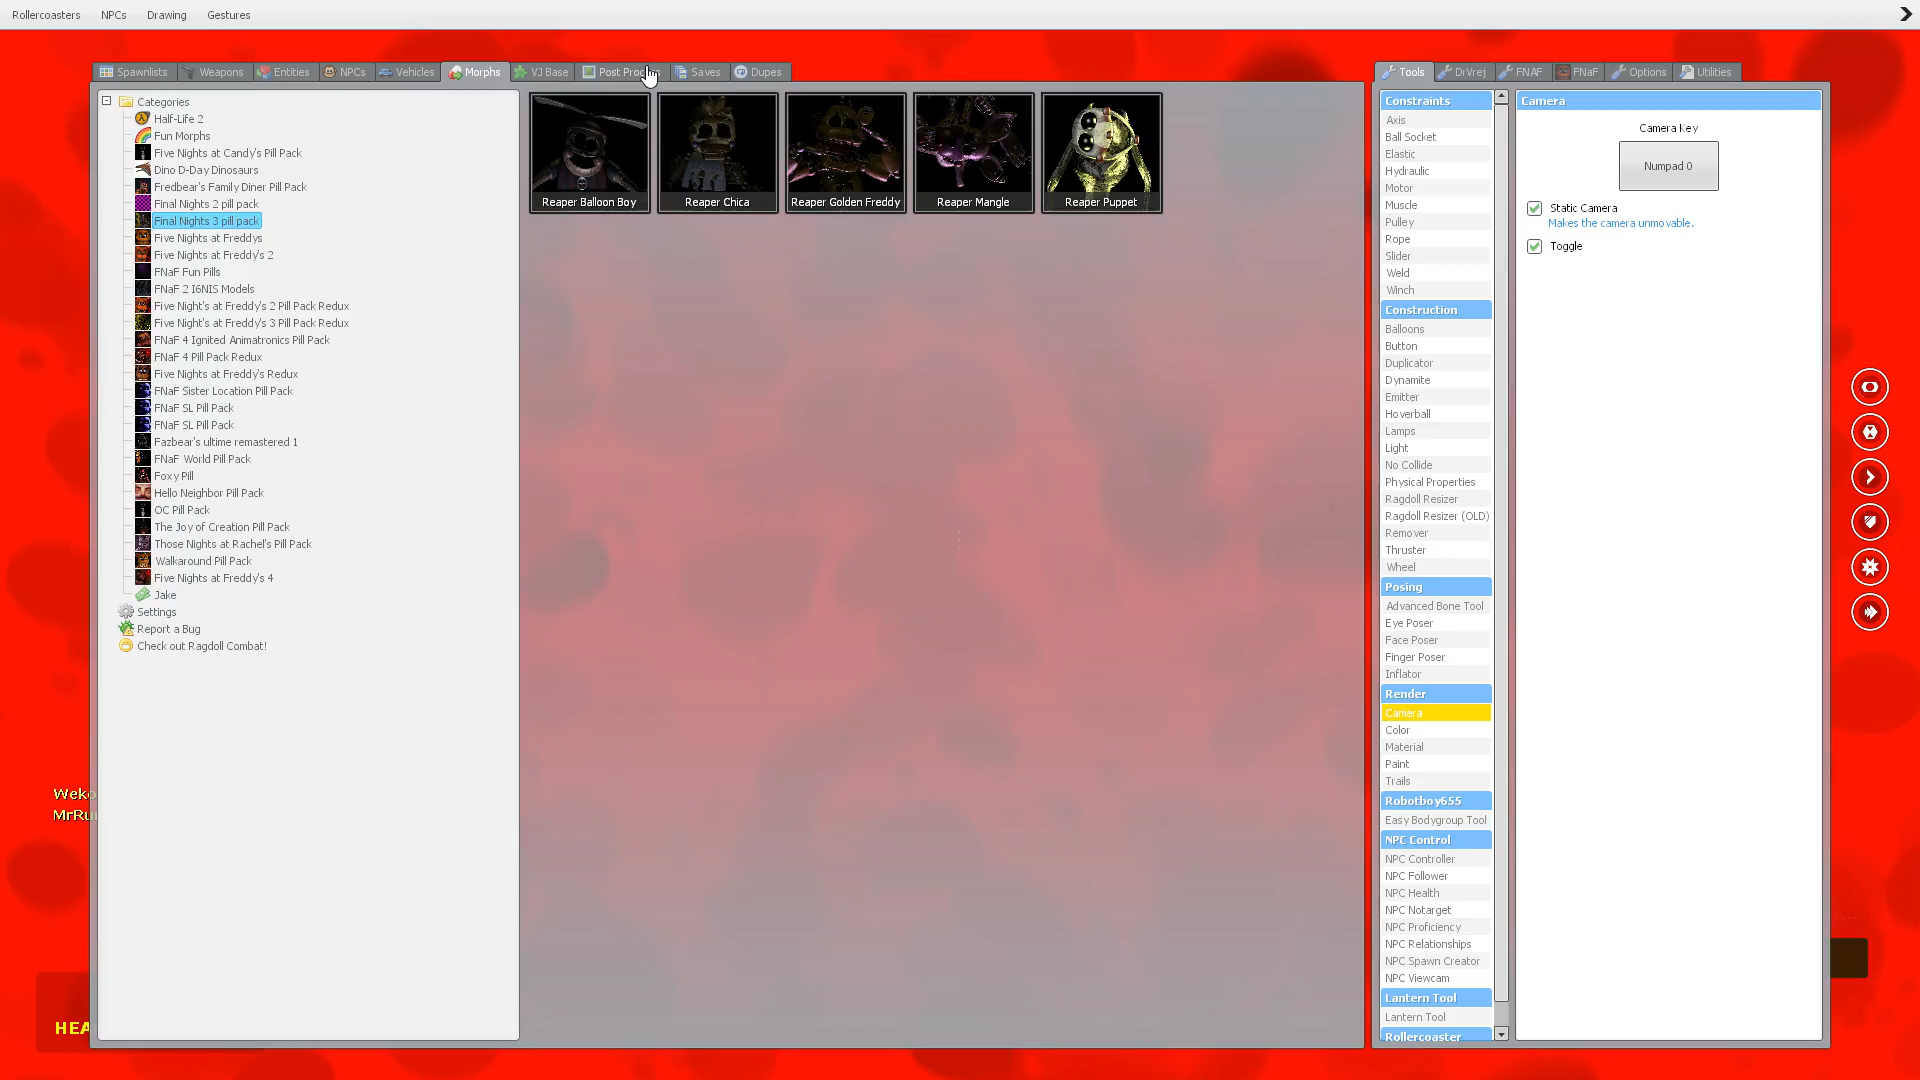 Rollercoasters NPCs Drawing Gestures
Spawnlists Weapons Entities NPCs Vehicles Morphs VJ Base Post Proc Saves Dupes
Categories
Half-Life 2
Fun Morphs
Five Nights at Candy's Pill Pack
Dino D-Day Dinosaurs
Fredbear's Family Diner Pill Pack
Final Nights 2 pill pack
Final Nights 3 pill pack
Five Nights at Freddys
Five Nights at Freddy's 2
FNaF Fun Pills
FNaF 2 I6NIS Models
Five Night's at Freddy's 2 Pill Pack Redux
Five Night's at Freddy's 3 Pill Pack Redux
FNaF 4 Ignited Animatronics Pill Pack
FNaF 4 Pill Pack Redux
Five Nights at Freddy's Redux
FNaF Sister Location Pill Pack
FNaF SL Pill Pack
FNaF SL Pill Pack
Fazbear's ultime remastered 1
FNaF World Pill Pack
Foxy Pill
Hello Neighbor Pill Pack
OC Pill Pack
The Joy of Creation Pill Pack
Those Nights at Rachel's Pill Pack
Walkaround Pill Pack
Five Nights at Freddy's 4
Jake
Settings
Report a Bug
Check out Ragdoll Combat!
Weko
MrRu
HEA
Reaper Balloon Boy
Reaper Chica
Reaper Golden Freddy
Reaper Mangle
Reaper Puppet
Tools DrVrej FNAF FNaF Options Utilities
Constraints
Axis
Ball Socket
Elastic
Hydraulic
Motor
Muscle
Pulley
Rope
Slider
Weld
Winch
Construction
Balloons
Button
Duplicator
Dynamite
Emitter
Hoverball
Lamps
Light
No Collide
Physical Properties
Ragdoll Resizer
Ragdoll Resizer (OLD)
Remover
Thruster
Wheel
Posing
Advanced Bone Tool
Eye Poser
Face Poser
Finger Poser
Inflator
Render
Camera
Color
Material
Paint
Trails
Robotboy655
Easy Bodygroup Tool
NPC Control
NPC Controller
NPC Follower
NPC Health
NPC Notarget
NPC Proficiency
NPC Relationships
NPC Spawn Creator
NPC Viewcam
Lantern Tool
Lantern Tool
Rollercoaster
Camera
Camera Key
Numpad 0
Static Camera
Makes the camera unmovable.
Toggle